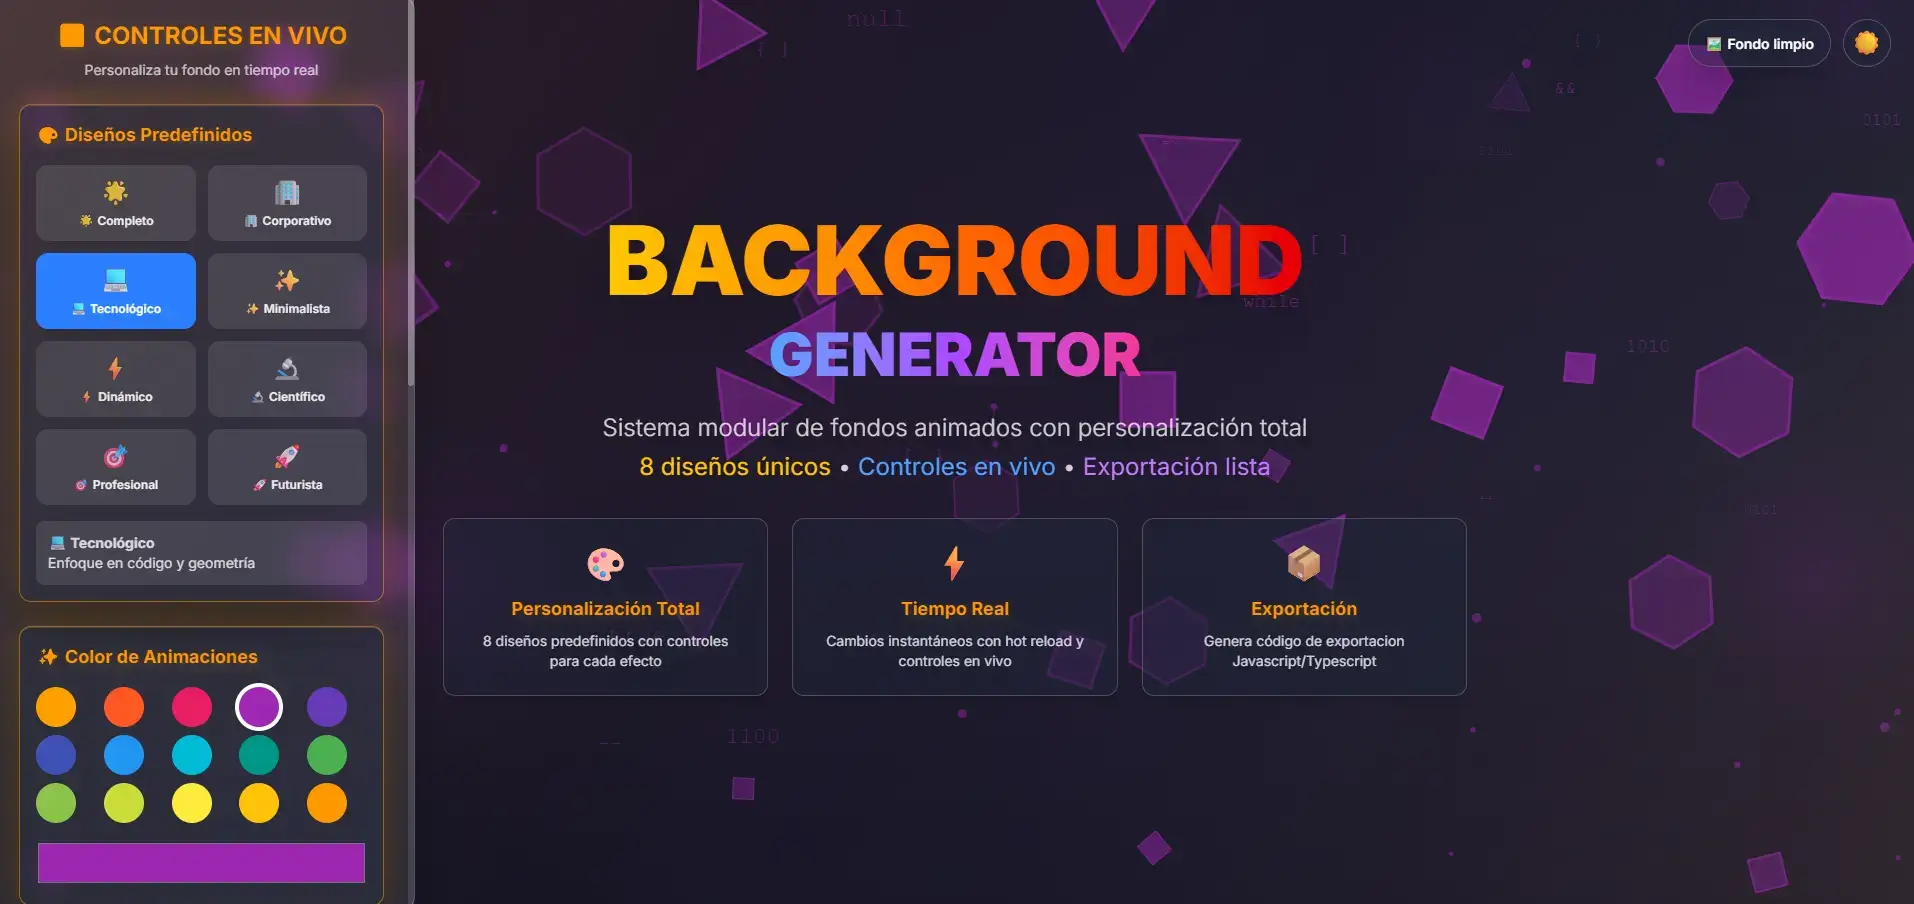 CONTROLES EN VIVO
Personaliza tu fondo en tiempo real
Diseños Predefinidos
Completo
Corporativo
Tecnológico
Minimalista
Dinámico
Científico
Profesional
Futurista
Tecnológico
Enfoque en código y geometría
Color de Animaciones
null
{ }
Fondo limpio
{ }
&&
0101
BACKGROUND
[ ]
while
GENERATOR
1010
Sistema modular de fondos animados con personalización total
8 diseños únicos • Controles en vivo • Exportación lista
0101
Personalización Total
8 diseños predefinidos con controles
para cada efecto
Tiempo Real
Cambios instantáneos con hot reload y
controles en vivo
Exportación
Genera código de exportacion
Javascript/Typescript
1100